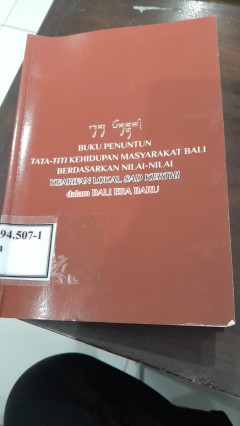 BUKU PENUNTUN
TATA-TITI KEHIDUPAN MASYARAKAT BALI
BERDASARKAN NILAI-NILAI
KEARIFAN LOKAL SAD KERTHI
dalam BALI ERA BARU
94.507-1